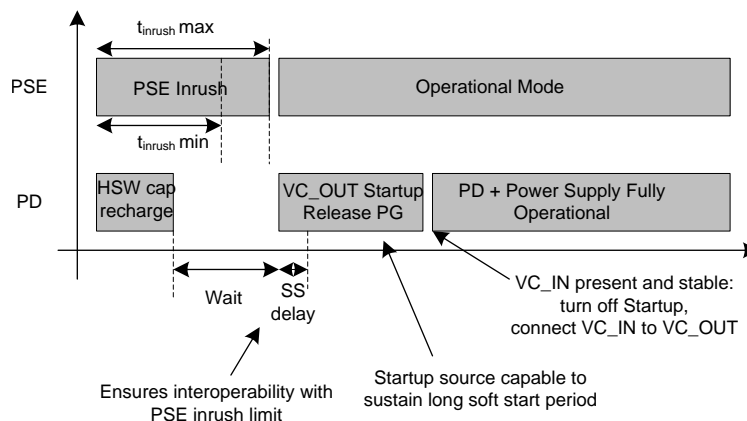 t_inrush max
PSE
PSE Inrush
Operational Mode
t_inrush min
PD
HSW cap
recharge
VC_OUT Startup
Release PG
PD + Power Supply Fully
Operational
Wait
SS
delay
VC_IN present and stable:
turn off Startup,
connect VC_IN to VC_OUT
Ensures interoperability with
PSE inrush limit
Startup source capable to
sustain long soft start period